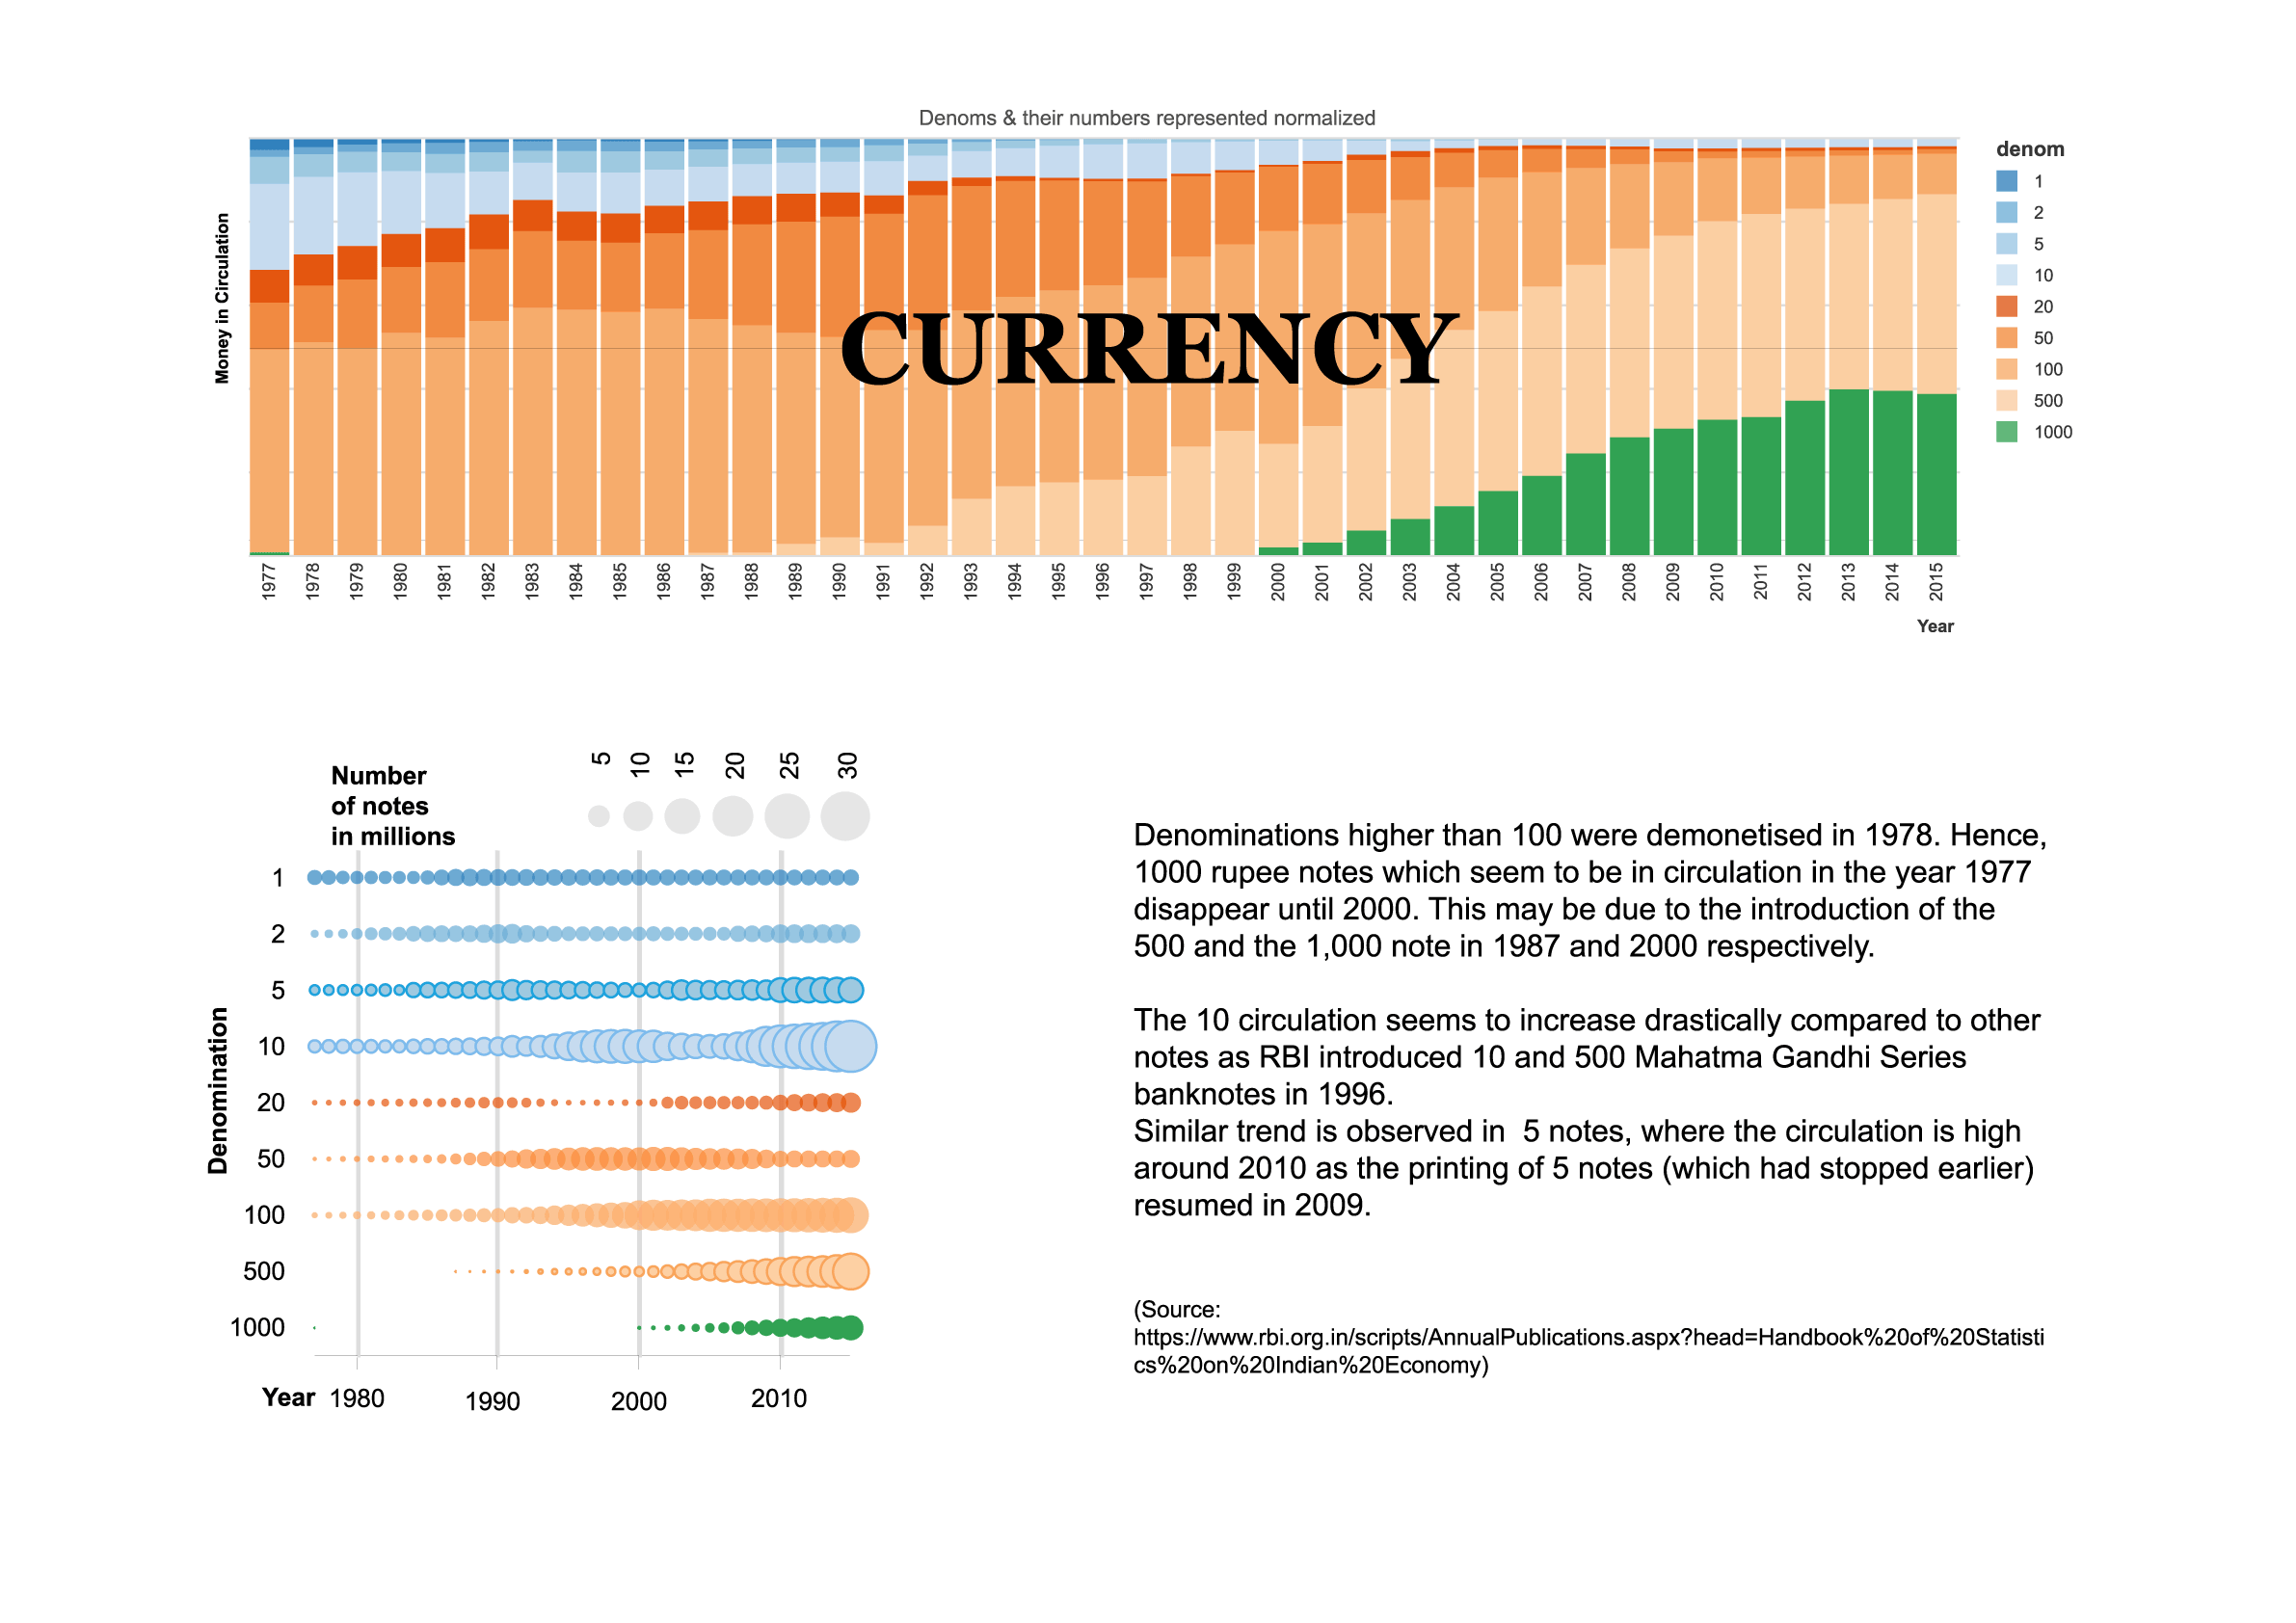 Denoms & their numbers represented normalized
Money in Circulation
CURRENCY
denom
1
2
5
10
20
50
100
500
1000
1977
1978
1979
1980
1981
1982
1983
1984
1985
1986
1987
1988
1989
1990
1991
1992
1993
1994
1995
1996
1997
1998
1999
2000
2001
2002
2003
2004
2005
2006
2007
2008
2009
2010
2011
2012
2013
2014
2015
Year
Number
of notes
in millions
5
10
15
20
25
30
Denomination
1
2
5
10
20
50
100
500
1000
Year
1980
1990
2000
2010
Denominations higher than 100 were demonetised in 1978. Hence,
1000 rupee notes which seem to be in circulation in the year 1977
disappear until 2000. This may be due to the introduction of the
500 and the 1,000 note in 1987 and 2000 respectively.
The 10 circulation seems to increase drastically compared to other
notes as RBI introduced 10 and 500 Mahatma Gandhi Series
banknotes in 1996.
Similar trend is observed in  5 notes, where the circulation is high
around 2010 as the printing of 5 notes (which had stopped earlier)
resumed in 2009.
(Source:
https://www.rbi.org.in/scripts/AnnualPublications.aspx?head=Handbook%20of%20Statisti
cs%20on%20Indian%20Economy)